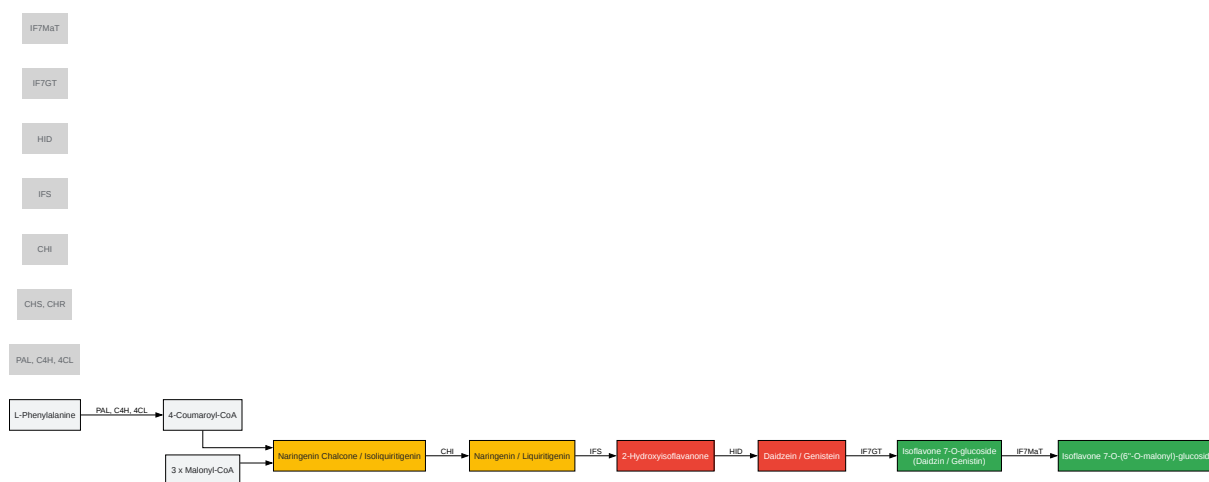 IF7MaT
IF7GT
HID
IFS
CHI
CHS, CHR
PAL, C4H, 4CL
L-Phenylalanine
PAL, C4H, 4CL
4-Coumaroyl-CoA
3 x Malonyl-CoA
Naringenin Chalcone / Isoliquiritigenin
CHI
Naringenin / Liquiritigenin
IFS
2-Hydroxyisoflavanone
HID
Daidzein / Genistein
IF7GT
Isoflavone 7-O-glucoside
(Daidzin / Genistin)
IF7MaT
Isoflavone 7-O-(6"-O-malonyl)-glucosid